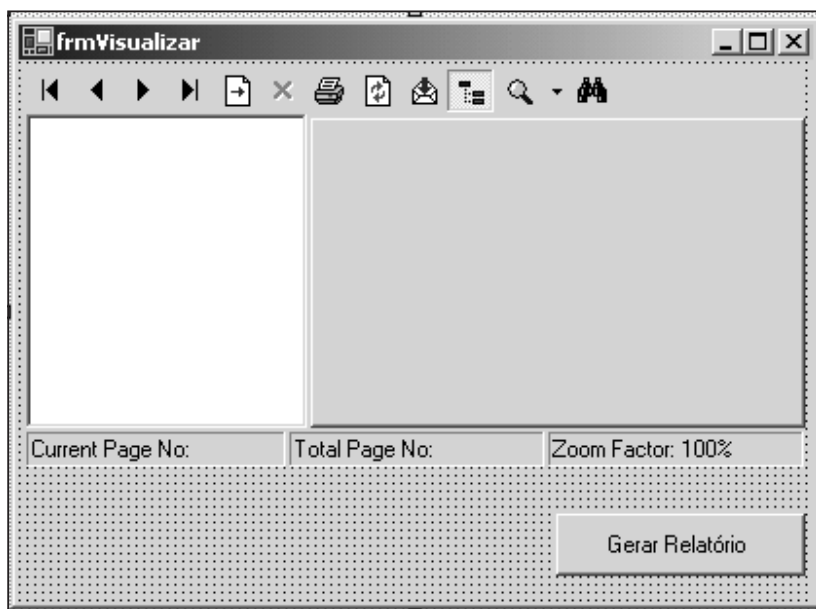 frmVisualizar
Current Page No: Total Page No: Zoom Factor: 100%
Gerar Relatório